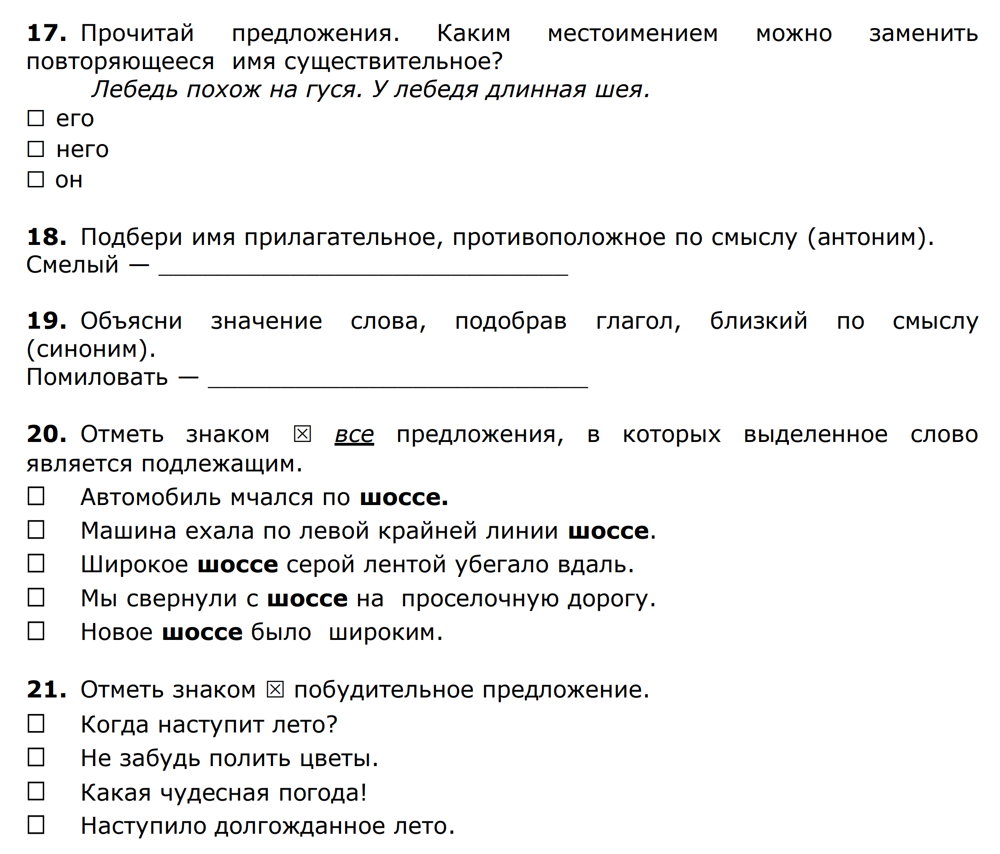 17. Прочитай предложения. Каким местоимением можно заменить
повторяющееся имя существительное?
Лебедь похож на гуся. У лебедя длинная шея.
☐ его
☐ него
☐ он
18. Подбери имя прилагательное, противоположное по смыслу (антоним).
Смелый — ____________________________
19. Объясни значение слова, подобрав глагол, близкий по смыслу
(синоним).
Помиловать — __________________________
20. Отметь знаком ☒ все предложения, в которых выделенное слово
является подлежащим.
☐ Автомобиль мчался по шоссе.
☐ Машина ехала по левой крайней линии шоссе.
☐ Широкое шоссе серой лентой убегало вдаль.
☐ Мы свернули с шоссе на проселочную дорогу.
☐ Новое шоссе было широким.
21. Отметь знаком ☒ побудительное предложение.
☐ Когда наступит лето?
☐ Не забудь полить цветы.
☐ Какая чудесная погода!
☐ Наступило долгожданное лето.